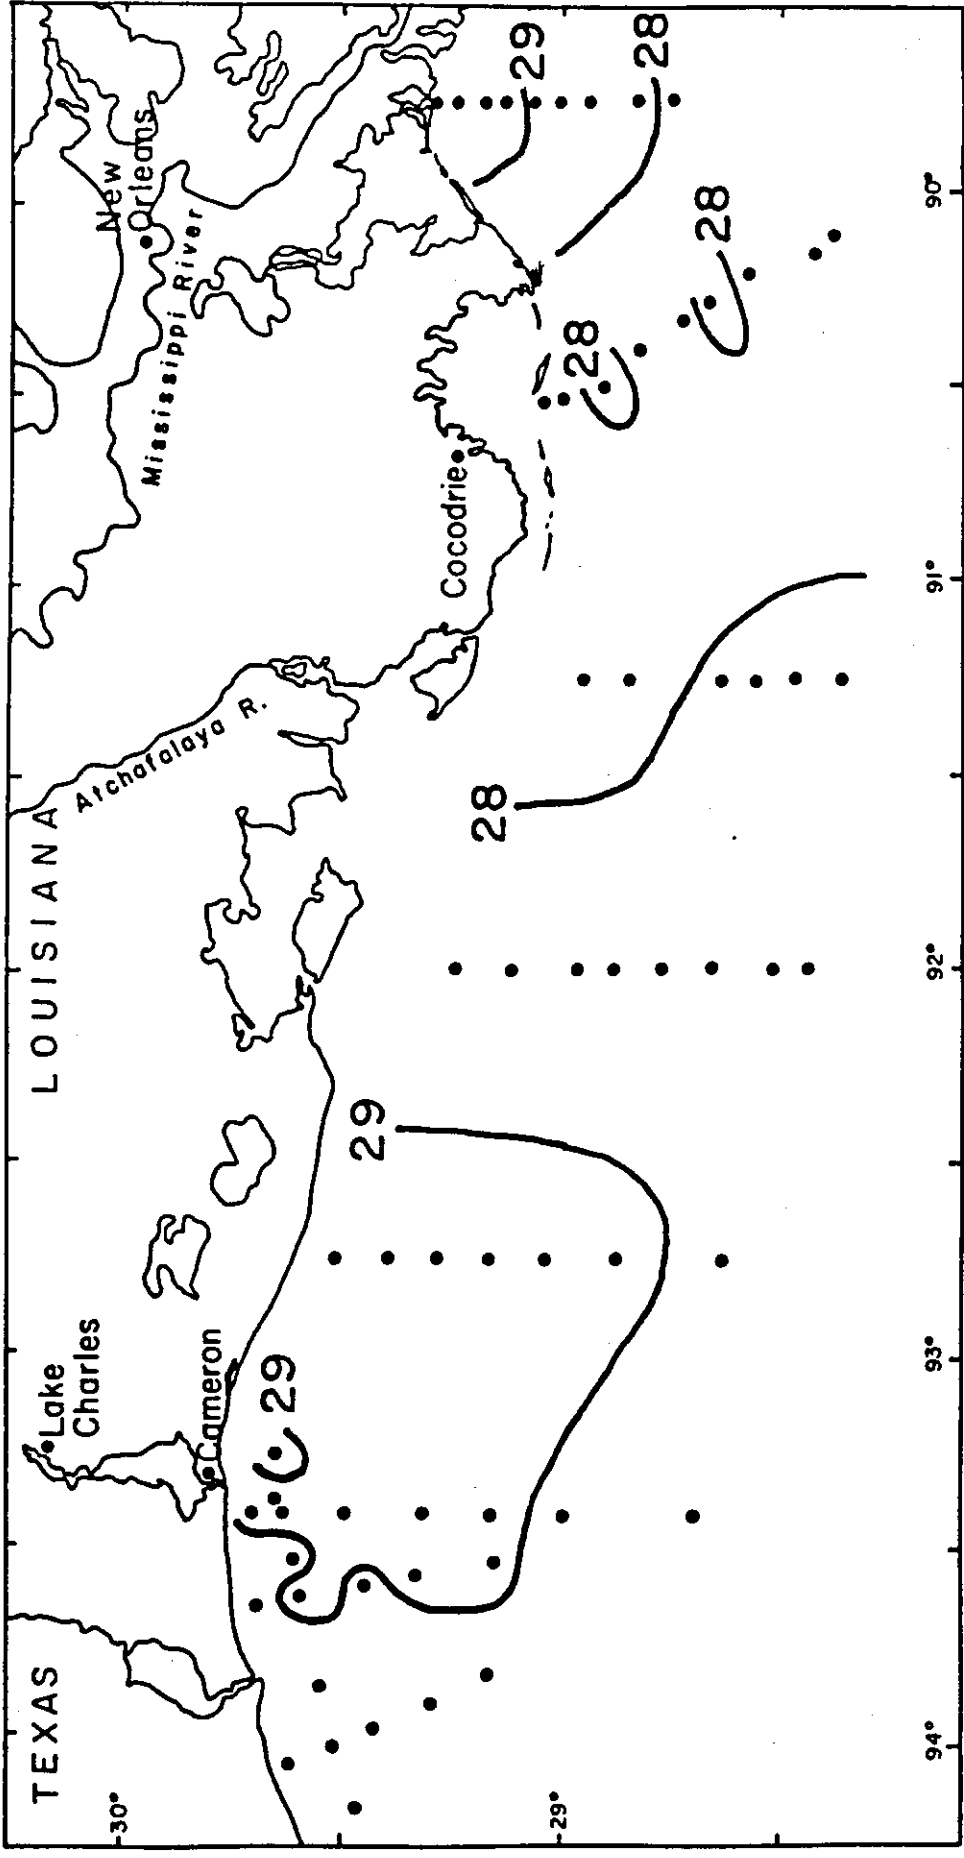 TEXAS
LOUISIANA
Lake
Charles
Cameron
Atchafalaya R.
Mississippi River
New
Orleans
Cocodrie
29
29
28
28
28
28
29
30°
29°
94°
93°
92°
91°
90°